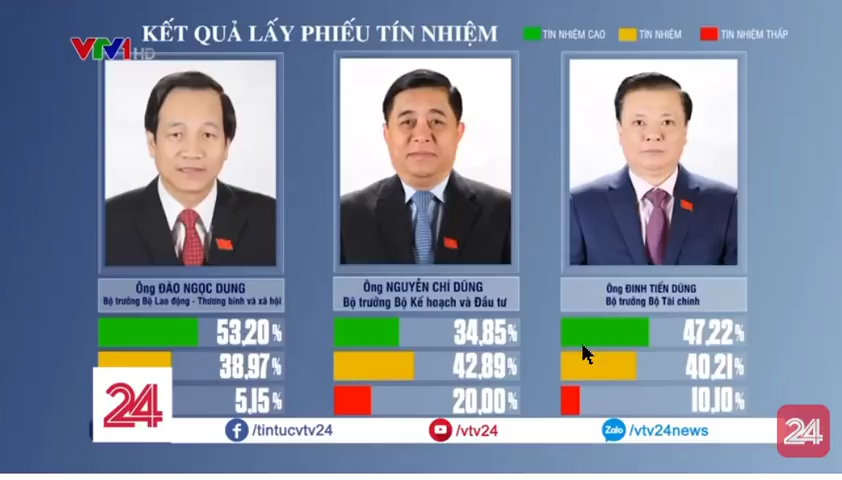 VTV1 HD
KẾT QUẢ LẤY PHIẾU TÍN NHIỆM
TÍN NHIỆM CAO
TÍN NHIỆM
TÍN NHIỆM THẤP
Ông ĐÀO NGỌC DUNG
Bộ trưởng Bộ Lao động - Thương binh và xã hội
53,20%
38,97%
5,15%
Ông NGUYỄN CHÍ DŨNG
Bộ trưởng Bộ Kế hoạch và Đầu tư
34,85%
42,89%
20,00%
Ông ĐINH TIẾN DŨNG
Bộ trưởng Bộ Tài chính
47,22%
40,21%
10,10%
24
/tintucvtv24
/vtv24
Zalo /vtv24news
24